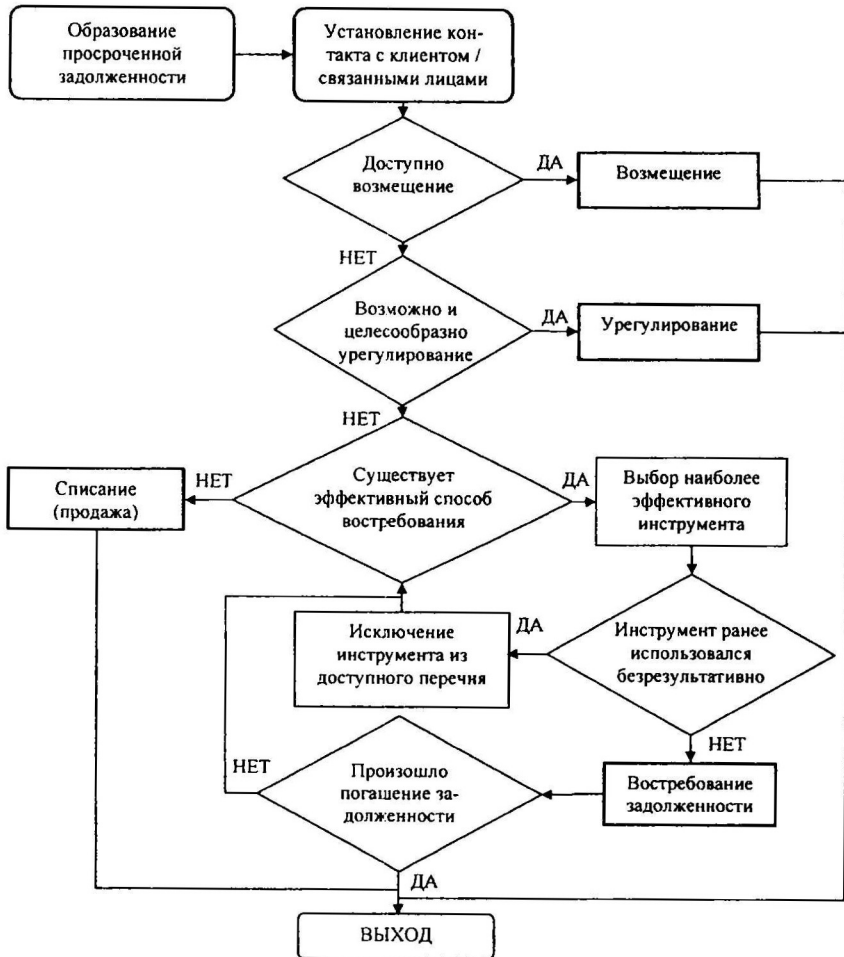 Образование
просроченной
задолженности
Установление кон-
такта с клиентом /
связанными лицами
Доступно
возмещение
ДА
Возмещение
НЕТ
Возможно и
целесообразно
урегулирование
ДА
Урегулирование
НЕТ
Существует
эффективный способ
востребования
НЕТ
Списание
(продажа)
ДА
Выбор наиболее
эффективного
инструмента
Инструмент ранее
использовался
безрезультативно
ДА
Исключение
инструмента из
доступного перечня
НЕТ
Востребование
задолженности
Произошло
погашение за-
долженности
НЕТ
ДА
ВЫХОД